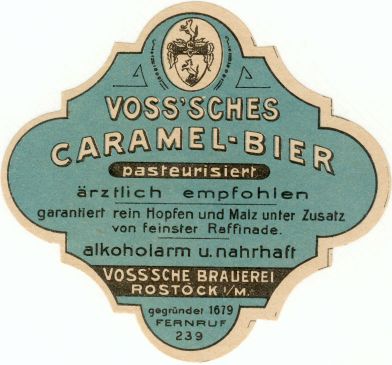 VOSS'SCHES
CARAMEL-BIER
pasteurisiert
ärztlich empfohlen
garantiert rein Hopfen und Malz unter Zusatz
von feinster Raffinade.
alkoholarm u. nahrhaft
VOSS'SCHE BRAUEREI
ROSTOCK i/M.
gegründet 1679
FERNRUF
239